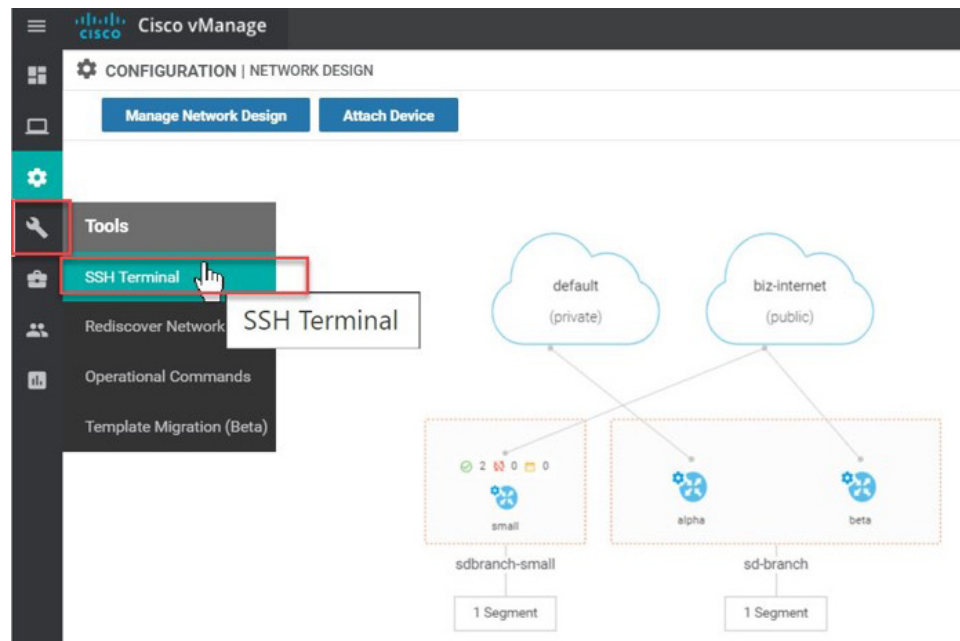 CISCO
Cisco vManage
CONFIGURATION | NETWORK DESIGN
Manage Network Design
Attach Device
Tools
SSH Terminal
SSH Terminal
Rediscover Network
Operational Commands
Template Migration (Beta)
default
(private)
biz-internet
(public)
2 0 0
small
alpha
beta
sdbranch-small
sd-branch
1 Segment
1 Segment